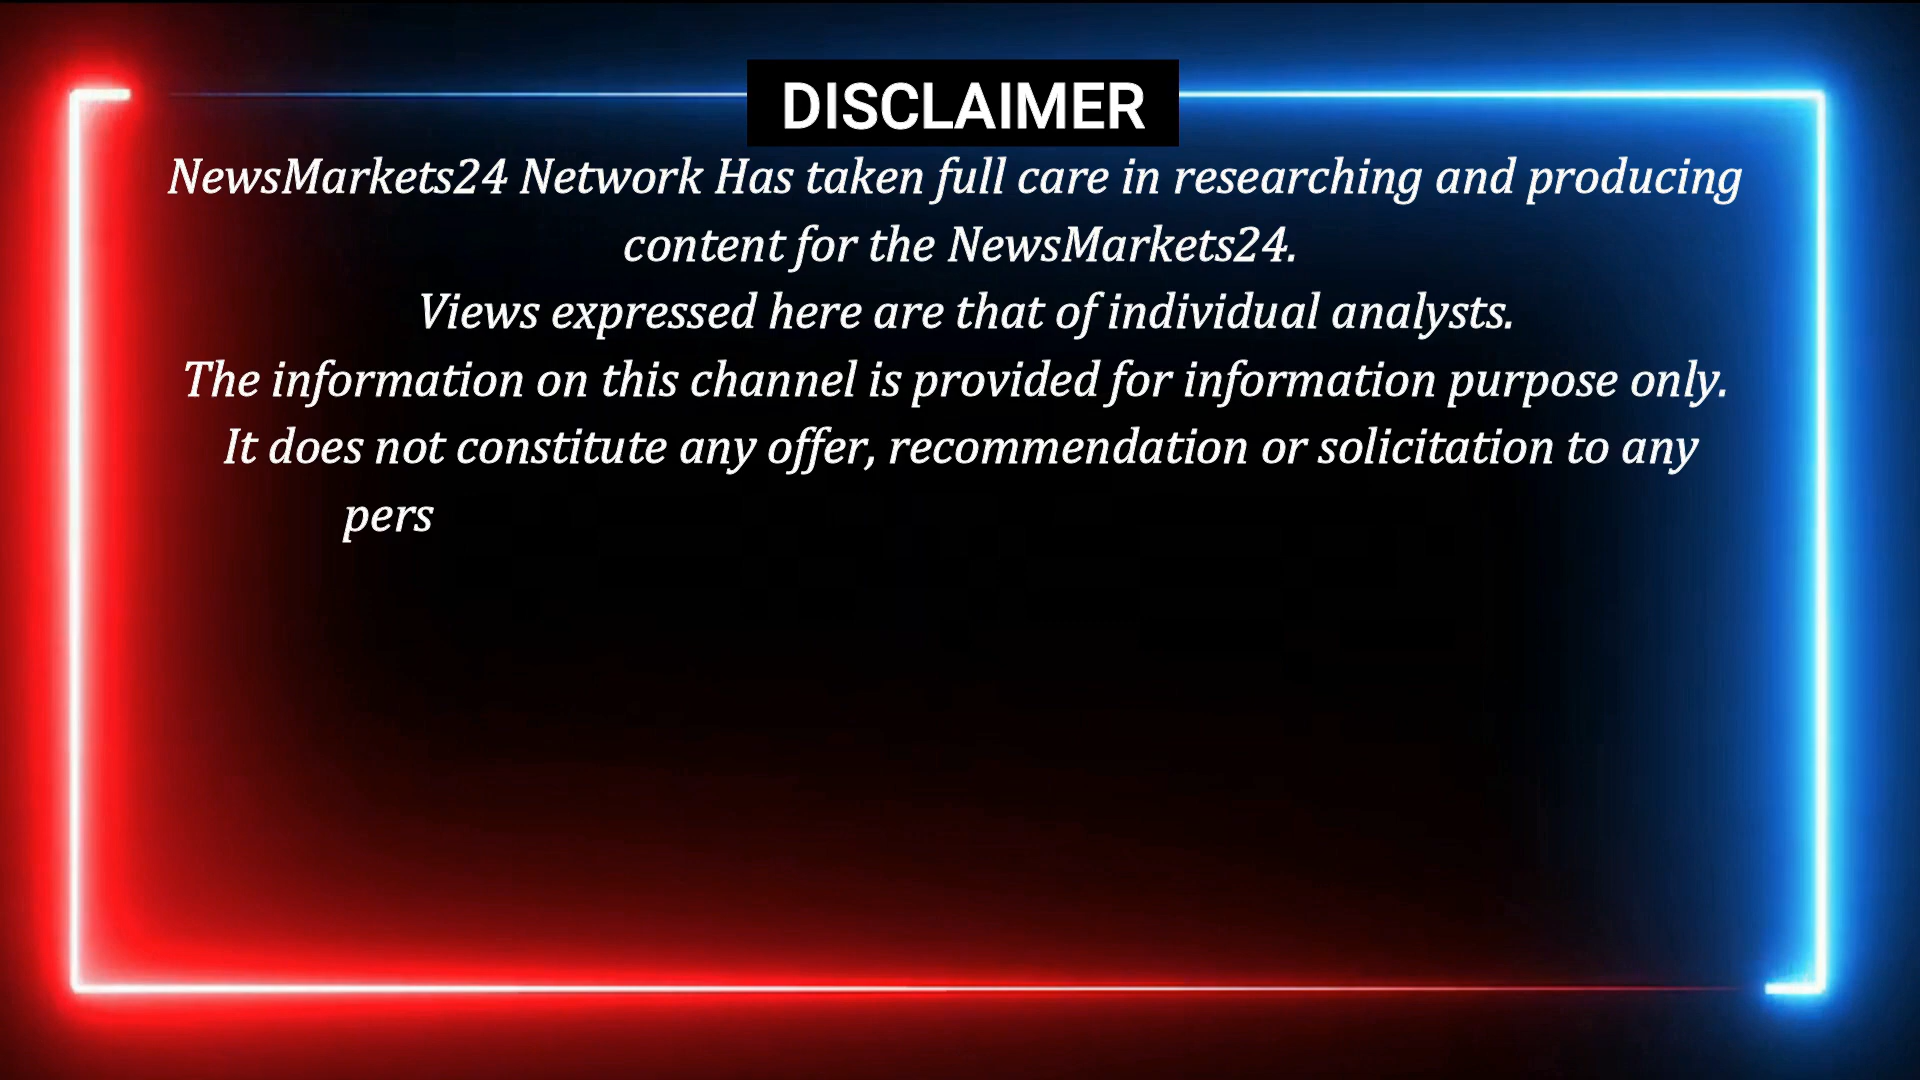 DISCLAIMER
NewsMarkets24 Network Has taken full care in researching and producing
content for the NewsMarkets24.
Views expressed here are that of individual analysts.
The information on this channel is provided for information purpose only.
It does not constitute any offer, recommendation or solicitation to any
pers